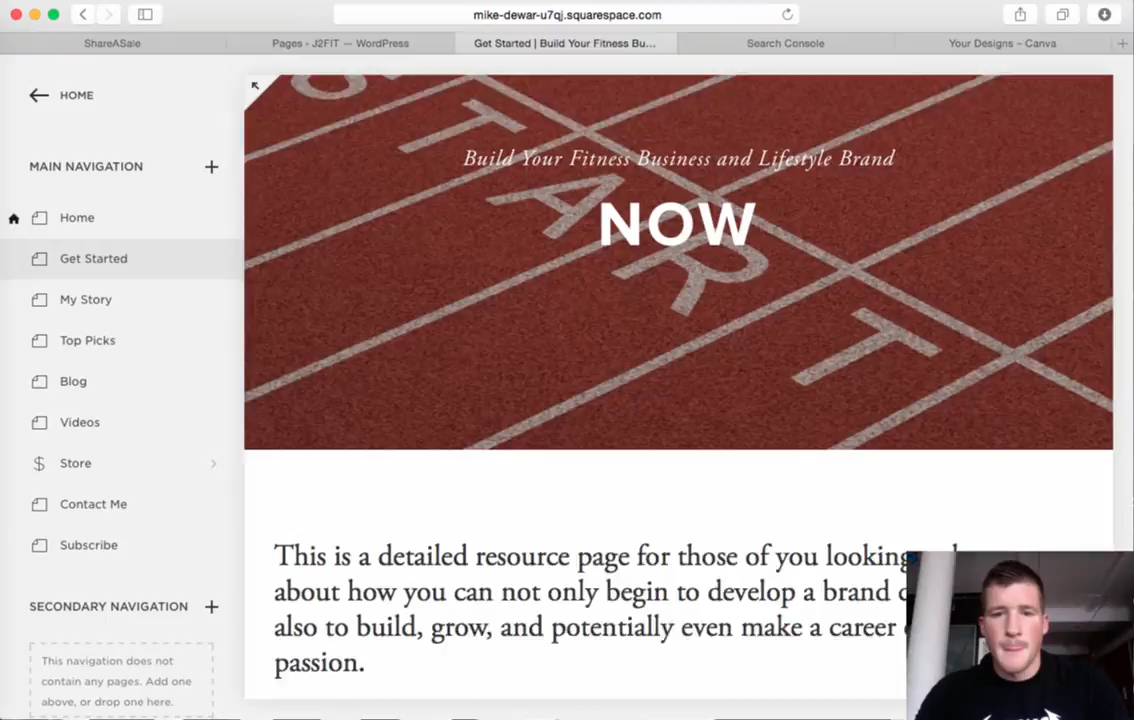 mike-dewar-u7qj.squarespace.com
ShareASale
Pages ‹ J2FIT — WordPress
Get Started | Build Your Fitness Bu...
Search Console
Your Designs – Canva
HOME
MAIN NAVIGATION
Home
Get Started
My Story
Top Picks
Blog
Videos
Store
Contact Me
Subscribe
SECONDARY NAVIGATION
This navigation does not
contain any pages. Add one
above, or drop one here.
START
Build Your Fitness Business and Lifestyle Brand
NOW
This is a detailed resource page for those of you looking
about how you can not only begin to develop a brand
also to build, grow, and potentially even make a career
passion.